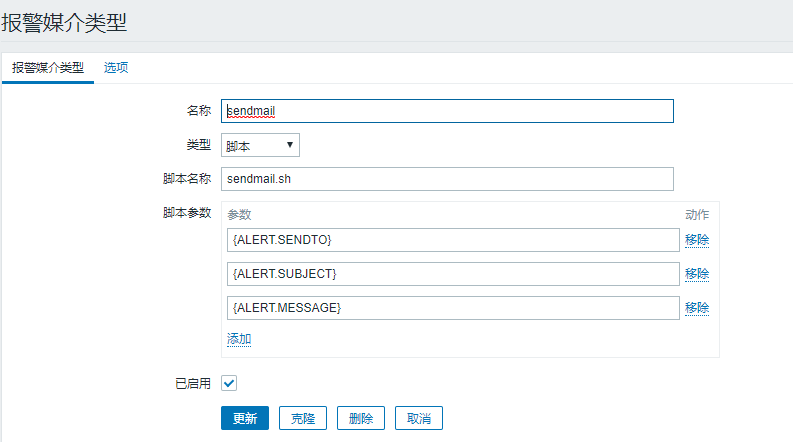 报警媒介类型
报警媒介类型 选项
名称 sendmail
类型 脚本
脚本名称 sendmail.sh
脚本参数 参数 动作
{ALERT.SENDTO} 移除
{ALERT.SUBJECT} 移除
{ALERT.MESSAGE} 移除
添加
已启用
更新 克隆 删除 取消